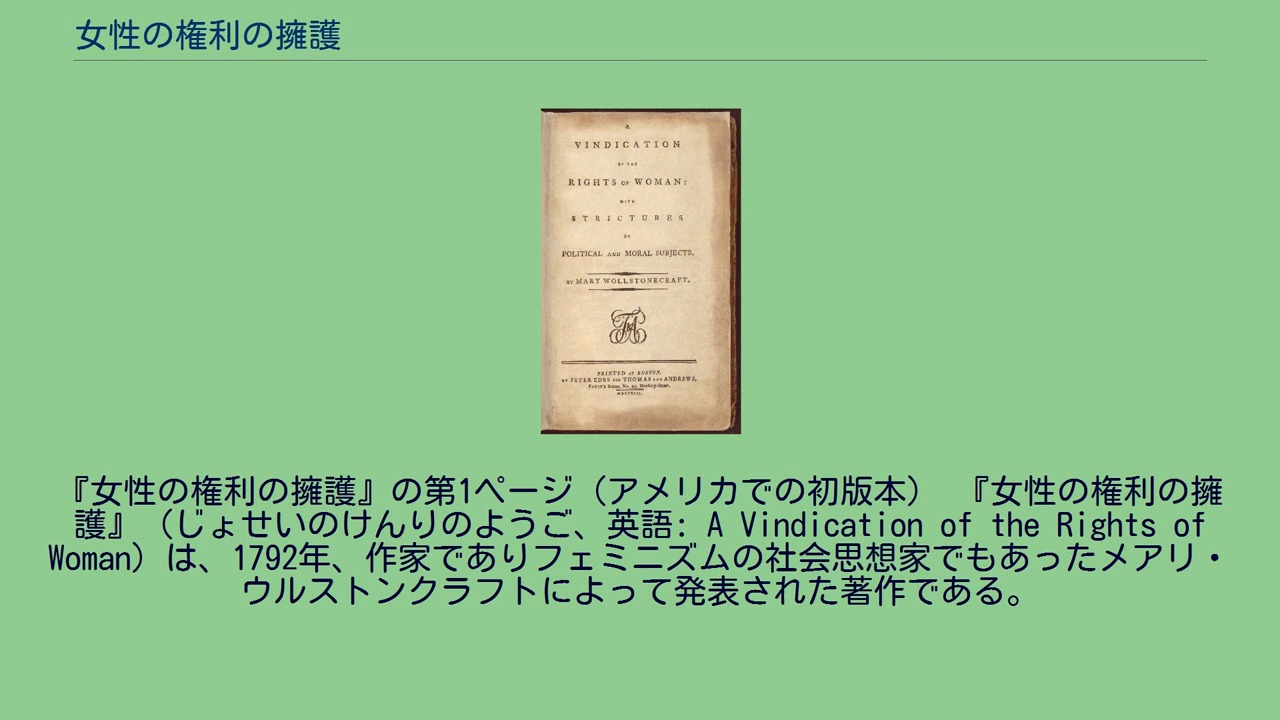 女性の権利の擁護
A
VINDICATION
OF THE
RIGHTS OF WOMAN:
WITH
STRICTURES
ON
POLITICAL AND MORAL SUBJECTS.
BY MARY WOLLSTONECRAFT.
PRINTED AT BOSTON,
BY PETER EDES FOR THOMAS AND ANDREWS,
MDCCXCII.
『女性の権利の擁護』の第1ページ（アメリカでの初版本）　『女性の権利の擁
護』（じょせいのけんりのようご、英語: A Vindication of the Rights of
Woman）は、1792年、作家でありフェミニズムの社会思想家でもあったメアリ・
ウルストンクラフトによって発表された著作である。